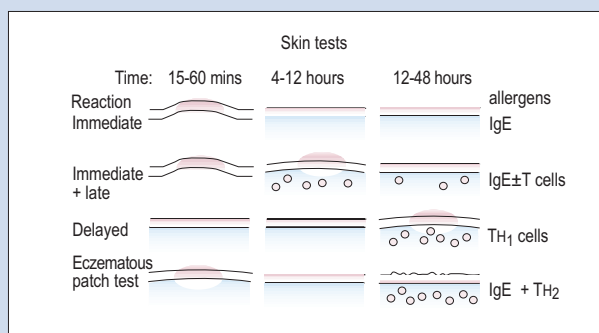 Skin tests
Time: 15-60 mins 4-12 hours 12-48 hours
Reaction allergens
Immediate IgE
Immediate IgE±T cells
+ late
Delayed TH1 cells
Eczematous
patch test IgE + TH2